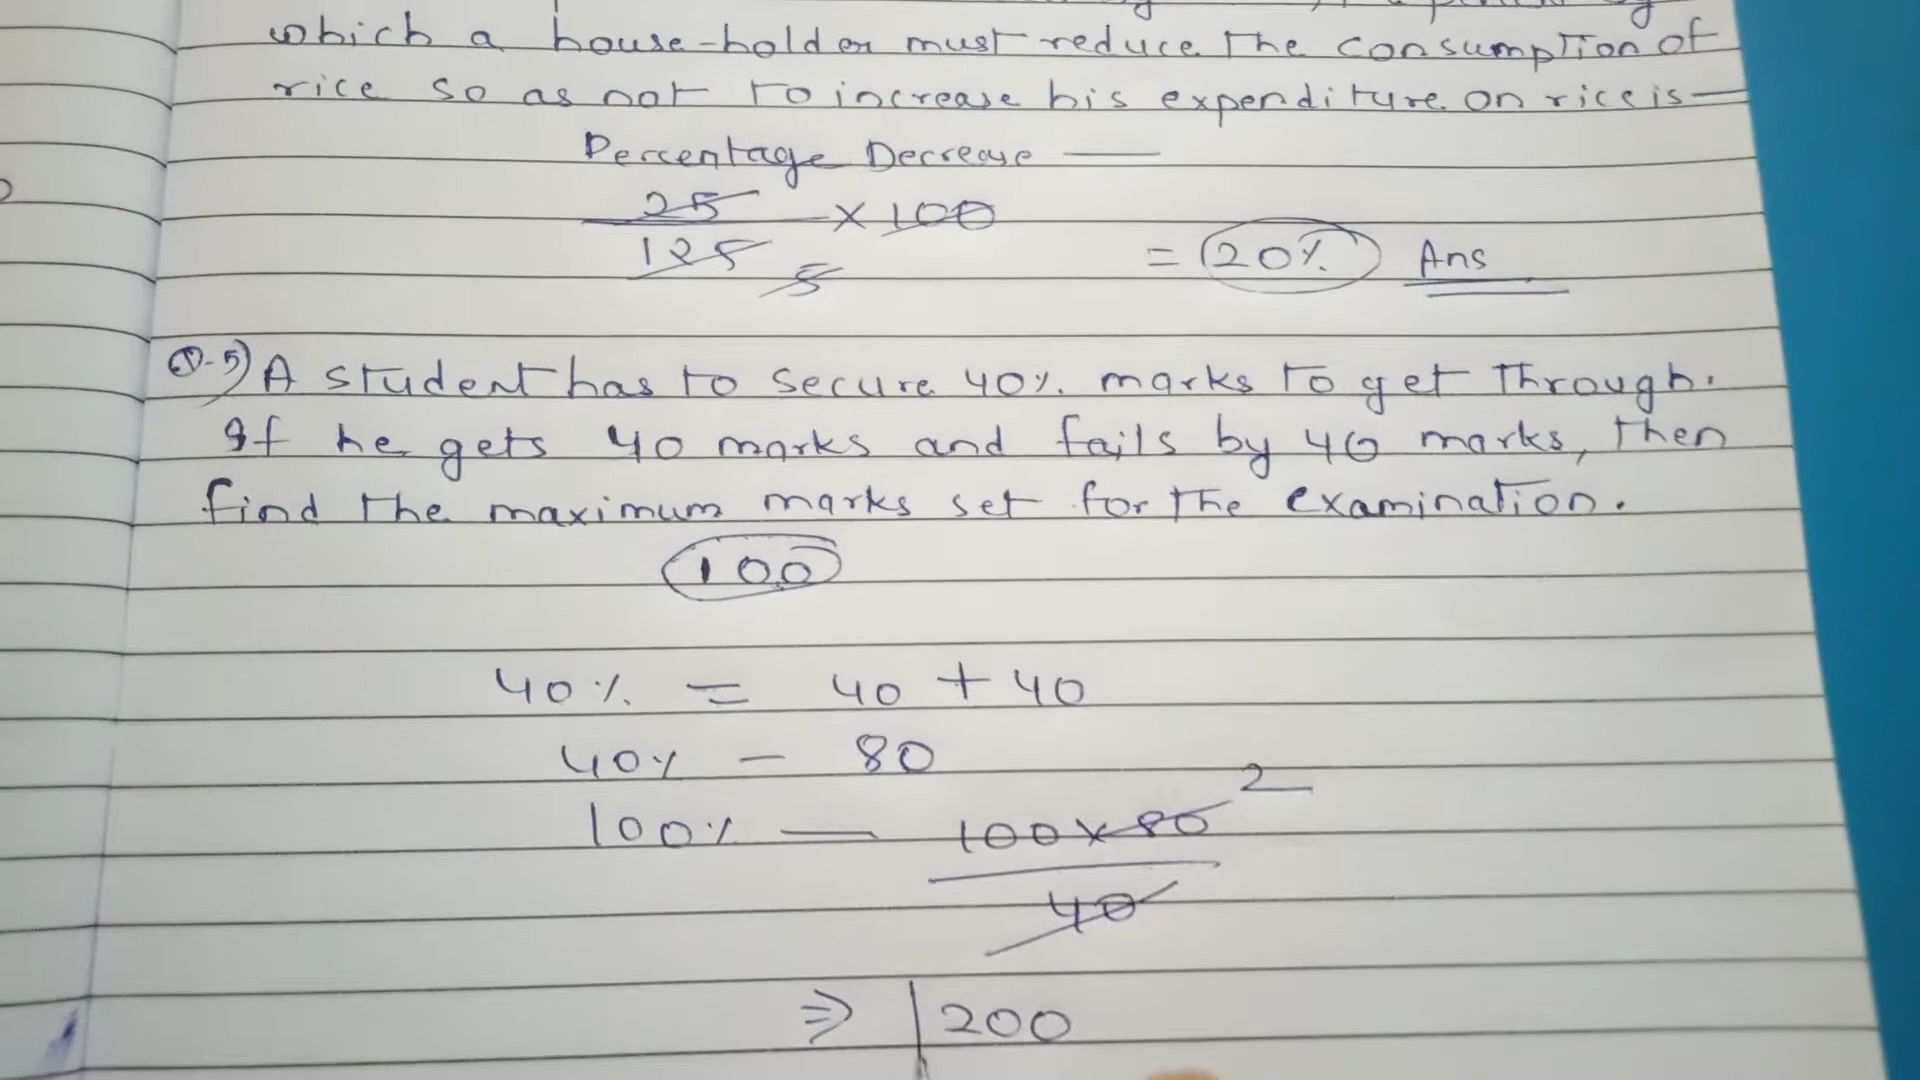 which a house-holder must reduce the consumption of
rice so as not to increase his expenditure on rice is —
Percentage Decrease —
25
125 × 100
5
= 20% Ans
Q-5) A student has to secure 40% marks to get through.
If he gets 40 marks and fails by 40 marks, then
find the maximum marks set for the examination.
100
40% = 40 + 40
40% — 80
100% — 100×80 2
40
⇒ 200